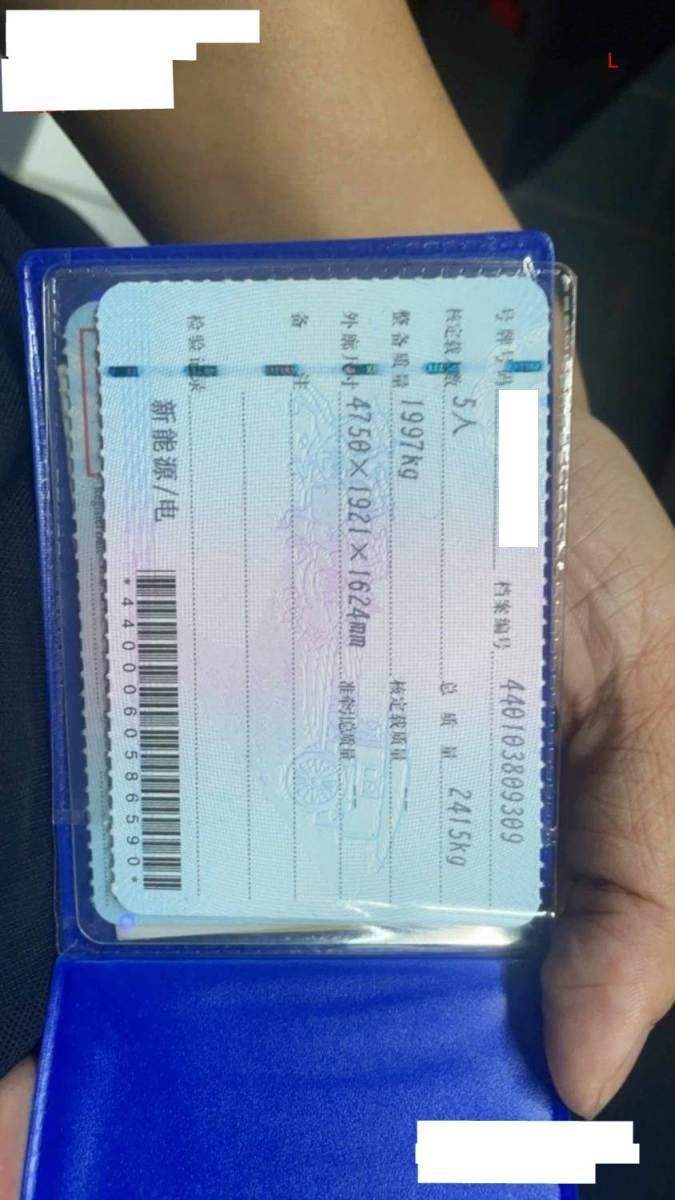 号牌号码 档案编号 440103809309
核定载人数 5人 总质量 2415kg
整备质量 1997kg 核定载质量 --
外廓尺寸 4750×1921×1624mm 准牵引总质量 --
备注
检验记录
新能源/电
*4400060586590*
L